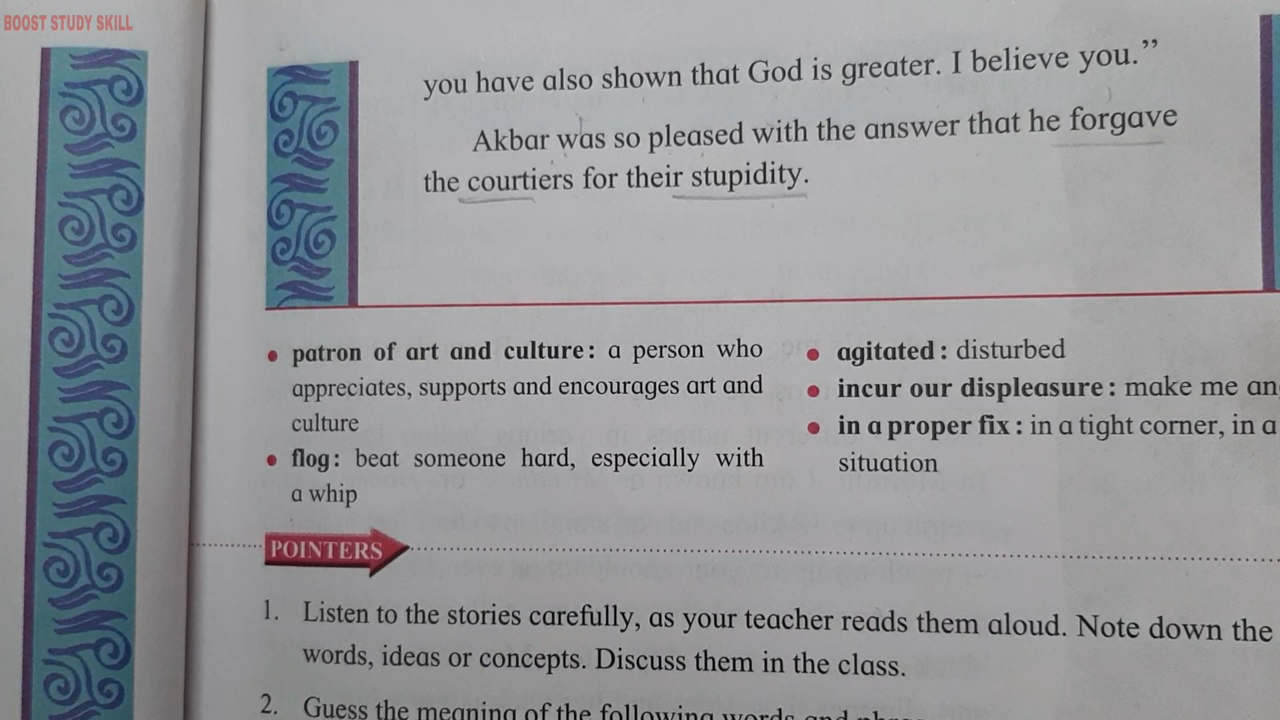 BOOST STUDY SKILL
you have also shown that God is greater. I believe you.”
Akbar was so pleased with the answer that he forgave
the courtiers for their stupidity.
• patron of art and culture: a person who
appreciates, supports and encourages art and
culture
• flog: beat someone hard, especially with
a whip
• agitated: disturbed
• incur our displeasure: make me
• in a proper fix: in a tight corner, in a
situation
POINTERS
1. Listen to the stories carefully, as your teacher reads them aloud. Note down the
words, ideas or concepts. Discuss them in the class.
2. Guess the meaning of the following words and